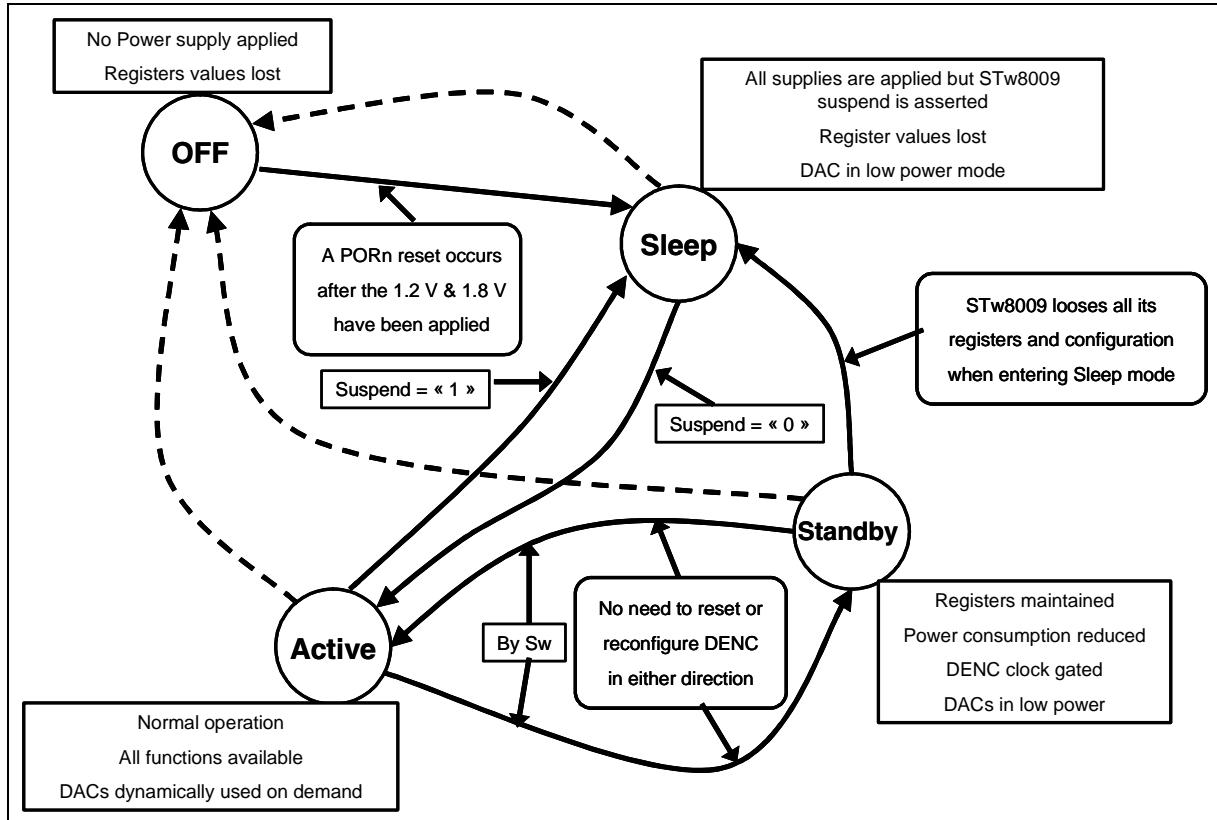 No Power supply applied
Registers values lost
OFF
All supplies are applied but STw8009
suspend is asserted
Register values lost
DAC in low power mode
Sleep
A PORn reset occurs
after the 1.2 V & 1.8 V
have been applied
STw8009 looses all its
registers and configuration
when entering Sleep mode
Suspend = « 1 »
Suspend = « 0 »
Standby
Registers maintained
Power consumption reduced
DENC clock gated
DACs in low power
No need to reset or
reconfigure DENC
in either direction
By Sw
Active
Normal operation
All functions available
DACs dynamically used on demand